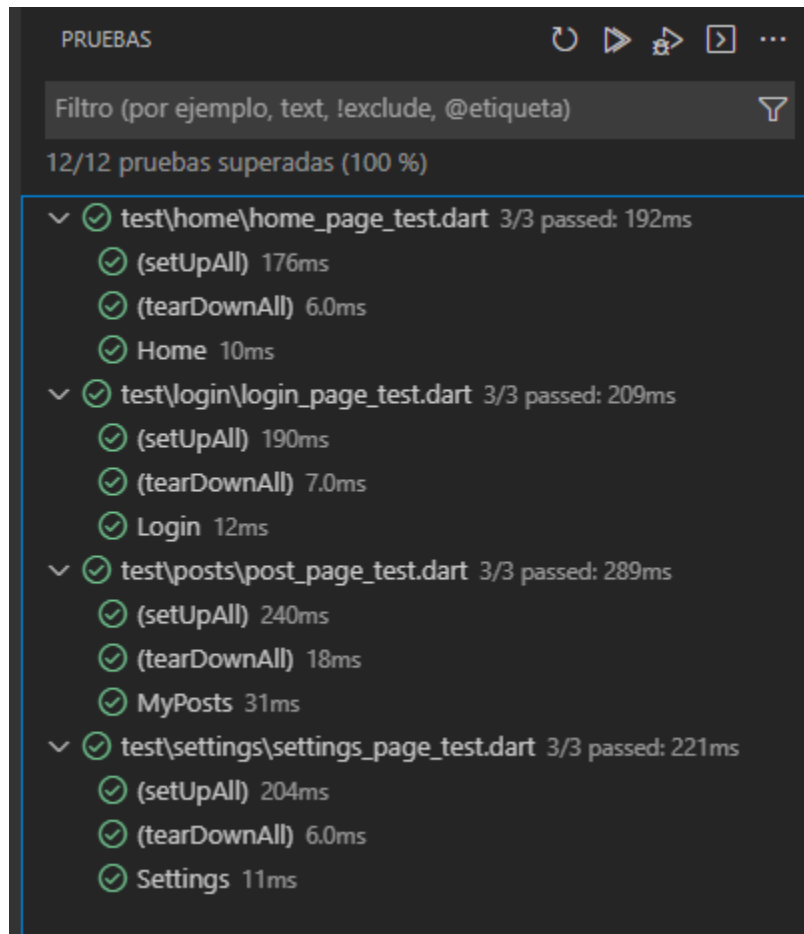 PRUEBAS
Filtro (por ejemplo, text, !exclude, @etiqueta)
12/12 pruebas superadas (100 %)
test\home\home_page_test.dart 3/3 passed: 192ms
(setUpAll) 176ms
(tearDownAll) 6.0ms
Home 10ms
test\login\login_page_test.dart 3/3 passed: 209ms
(setUpAll) 190ms
(tearDownAll) 7.0ms
Login 12ms
test\posts\post_page_test.dart 3/3 passed: 289ms
(setUpAll) 240ms
(tearDownAll) 18ms
MyPosts 31ms
test\settings\settings_page_test.dart 3/3 passed: 221ms
(setUpAll) 204ms
(tearDownAll) 6.0ms
Settings 11ms